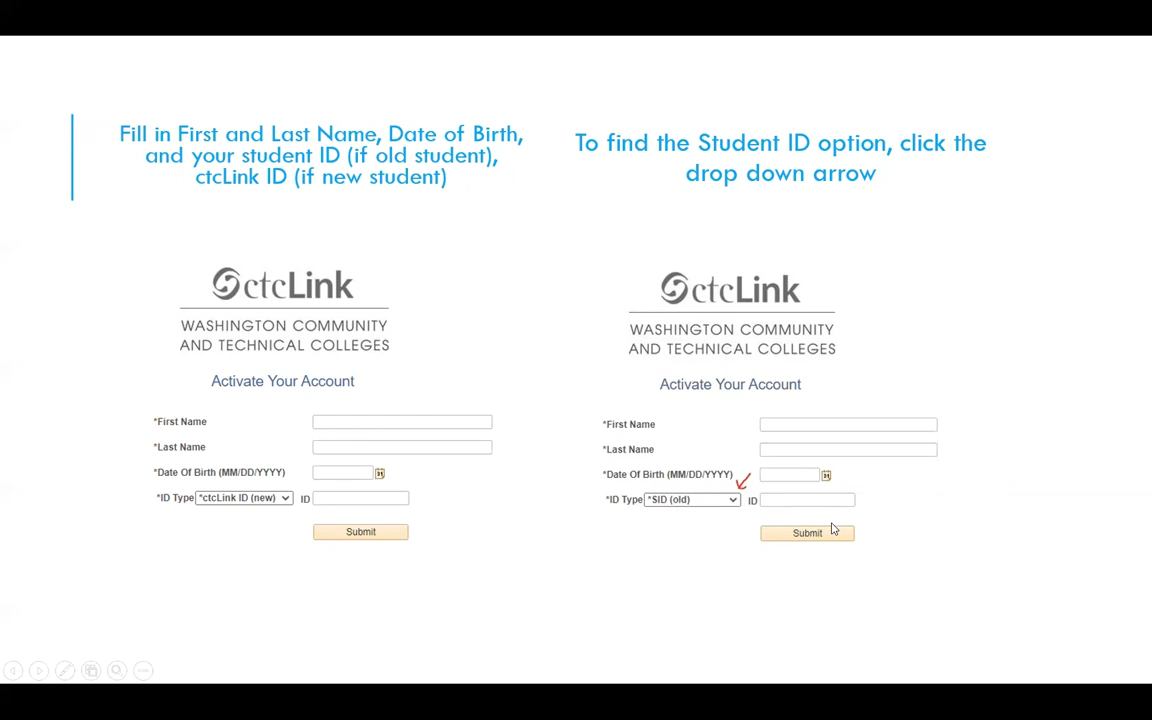 Fill in First and Last Name, Date of Birth,
and your student ID (if old student),
ctcLink ID (if new student)
To find the Student ID option, click the
drop down arrow
ctcLink
WASHINGTON COMMUNITY
AND TECHNICAL COLLEGES
Activate Your Account
*First Name
*Last Name
*Date Of Birth (MM/DD/YYYY)
*ID Type *ctcLink ID (new) ID
Submit
ctcLink
WASHINGTON COMMUNITY
AND TECHNICAL COLLEGES
Activate Your Account
*First Name
*Last Name
*Date Of Birth (MM/DD/YYYY)
*ID Type *SID (old) ID
Submit